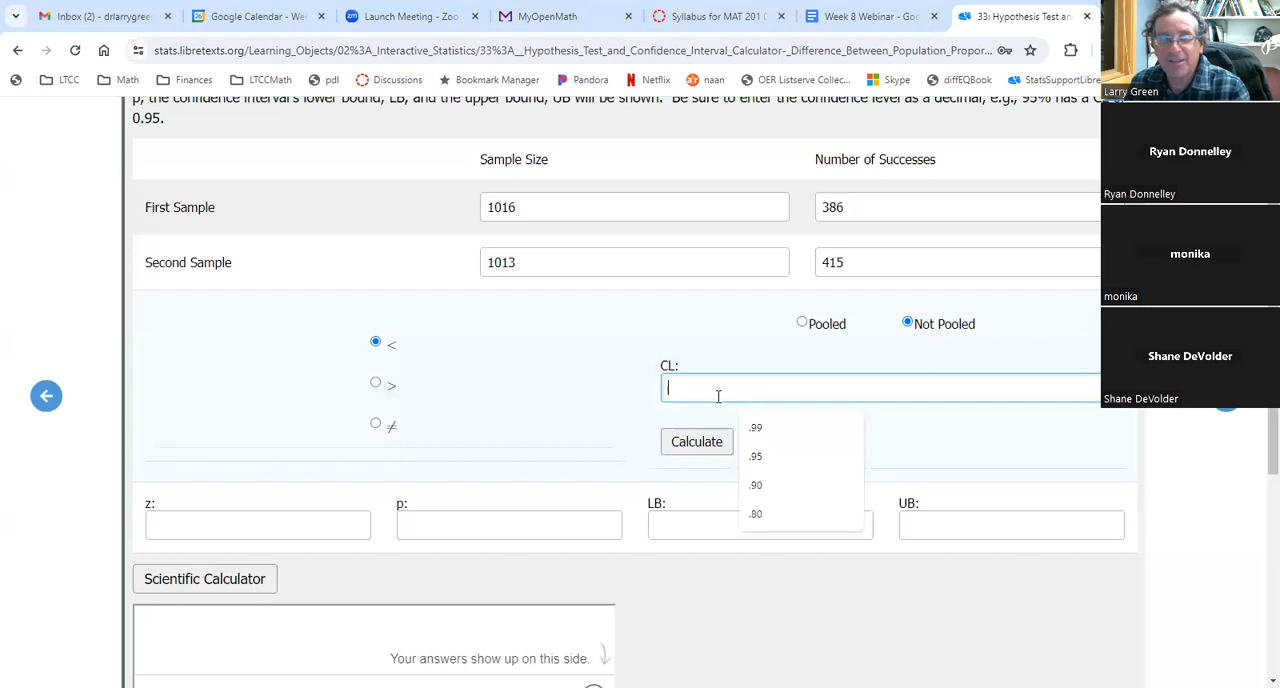 Inbox (2) - drlarrygree
Google Calendar - We
Launch Meeting - Zoo
MyOpenMath
Syllabus for MAT 201 (
Week 8 Webinar - Goo
33: Hypothesis Test and
stats.libretexts.org/Learning_Objects/02%3A_Interactive_Statistics/33%3A_Hypothesis_Test_and_Confidence_Interval_Calculator-_Difference_Between_Population_Propor...
LTCC
Math
Finances
LTCCMath
pdl
Discussions
Bookmark Remover
Pandora
Netflix
naan
OER Listserve Collec...
Skype
diffEQBook
StatsSupportLibre
p, the confidence interval's lower bound, LB, and the upper bound, UB will be shown. Be sure to enter the confidence level as a decimal, e.g., 95% has a C
0.95.
Sample Size
Number of Successes
First Sample
1016
386
Second Sample
1012
415
Pooled
Not Pooled
<
>
≠
CL:
.99
.95
.90
.80
Calculate
z:
p:
LB:
UB:
Scientific Calculator
Your answers show up on this side.
Larry Green
Ryan Donnelley
Ryan Donnelley
monika
monika
Shane DeVolder
Shane DeVolder